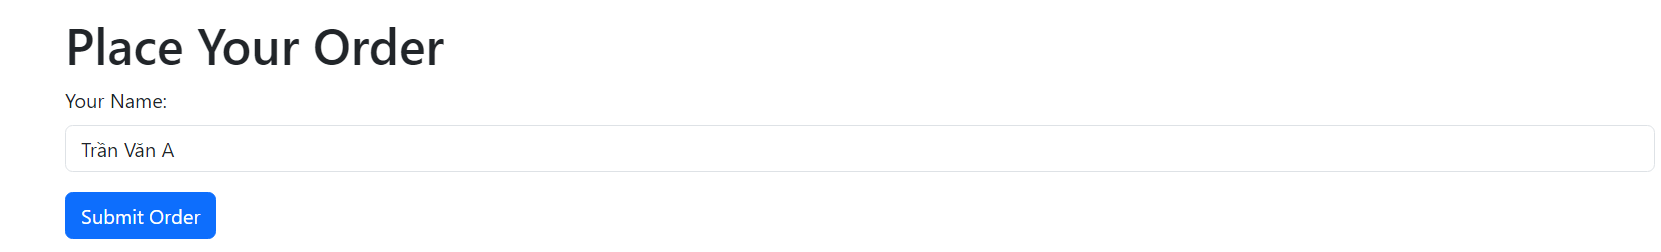 Place Your Order
Your Name:
Trần Văn A
Submit Order